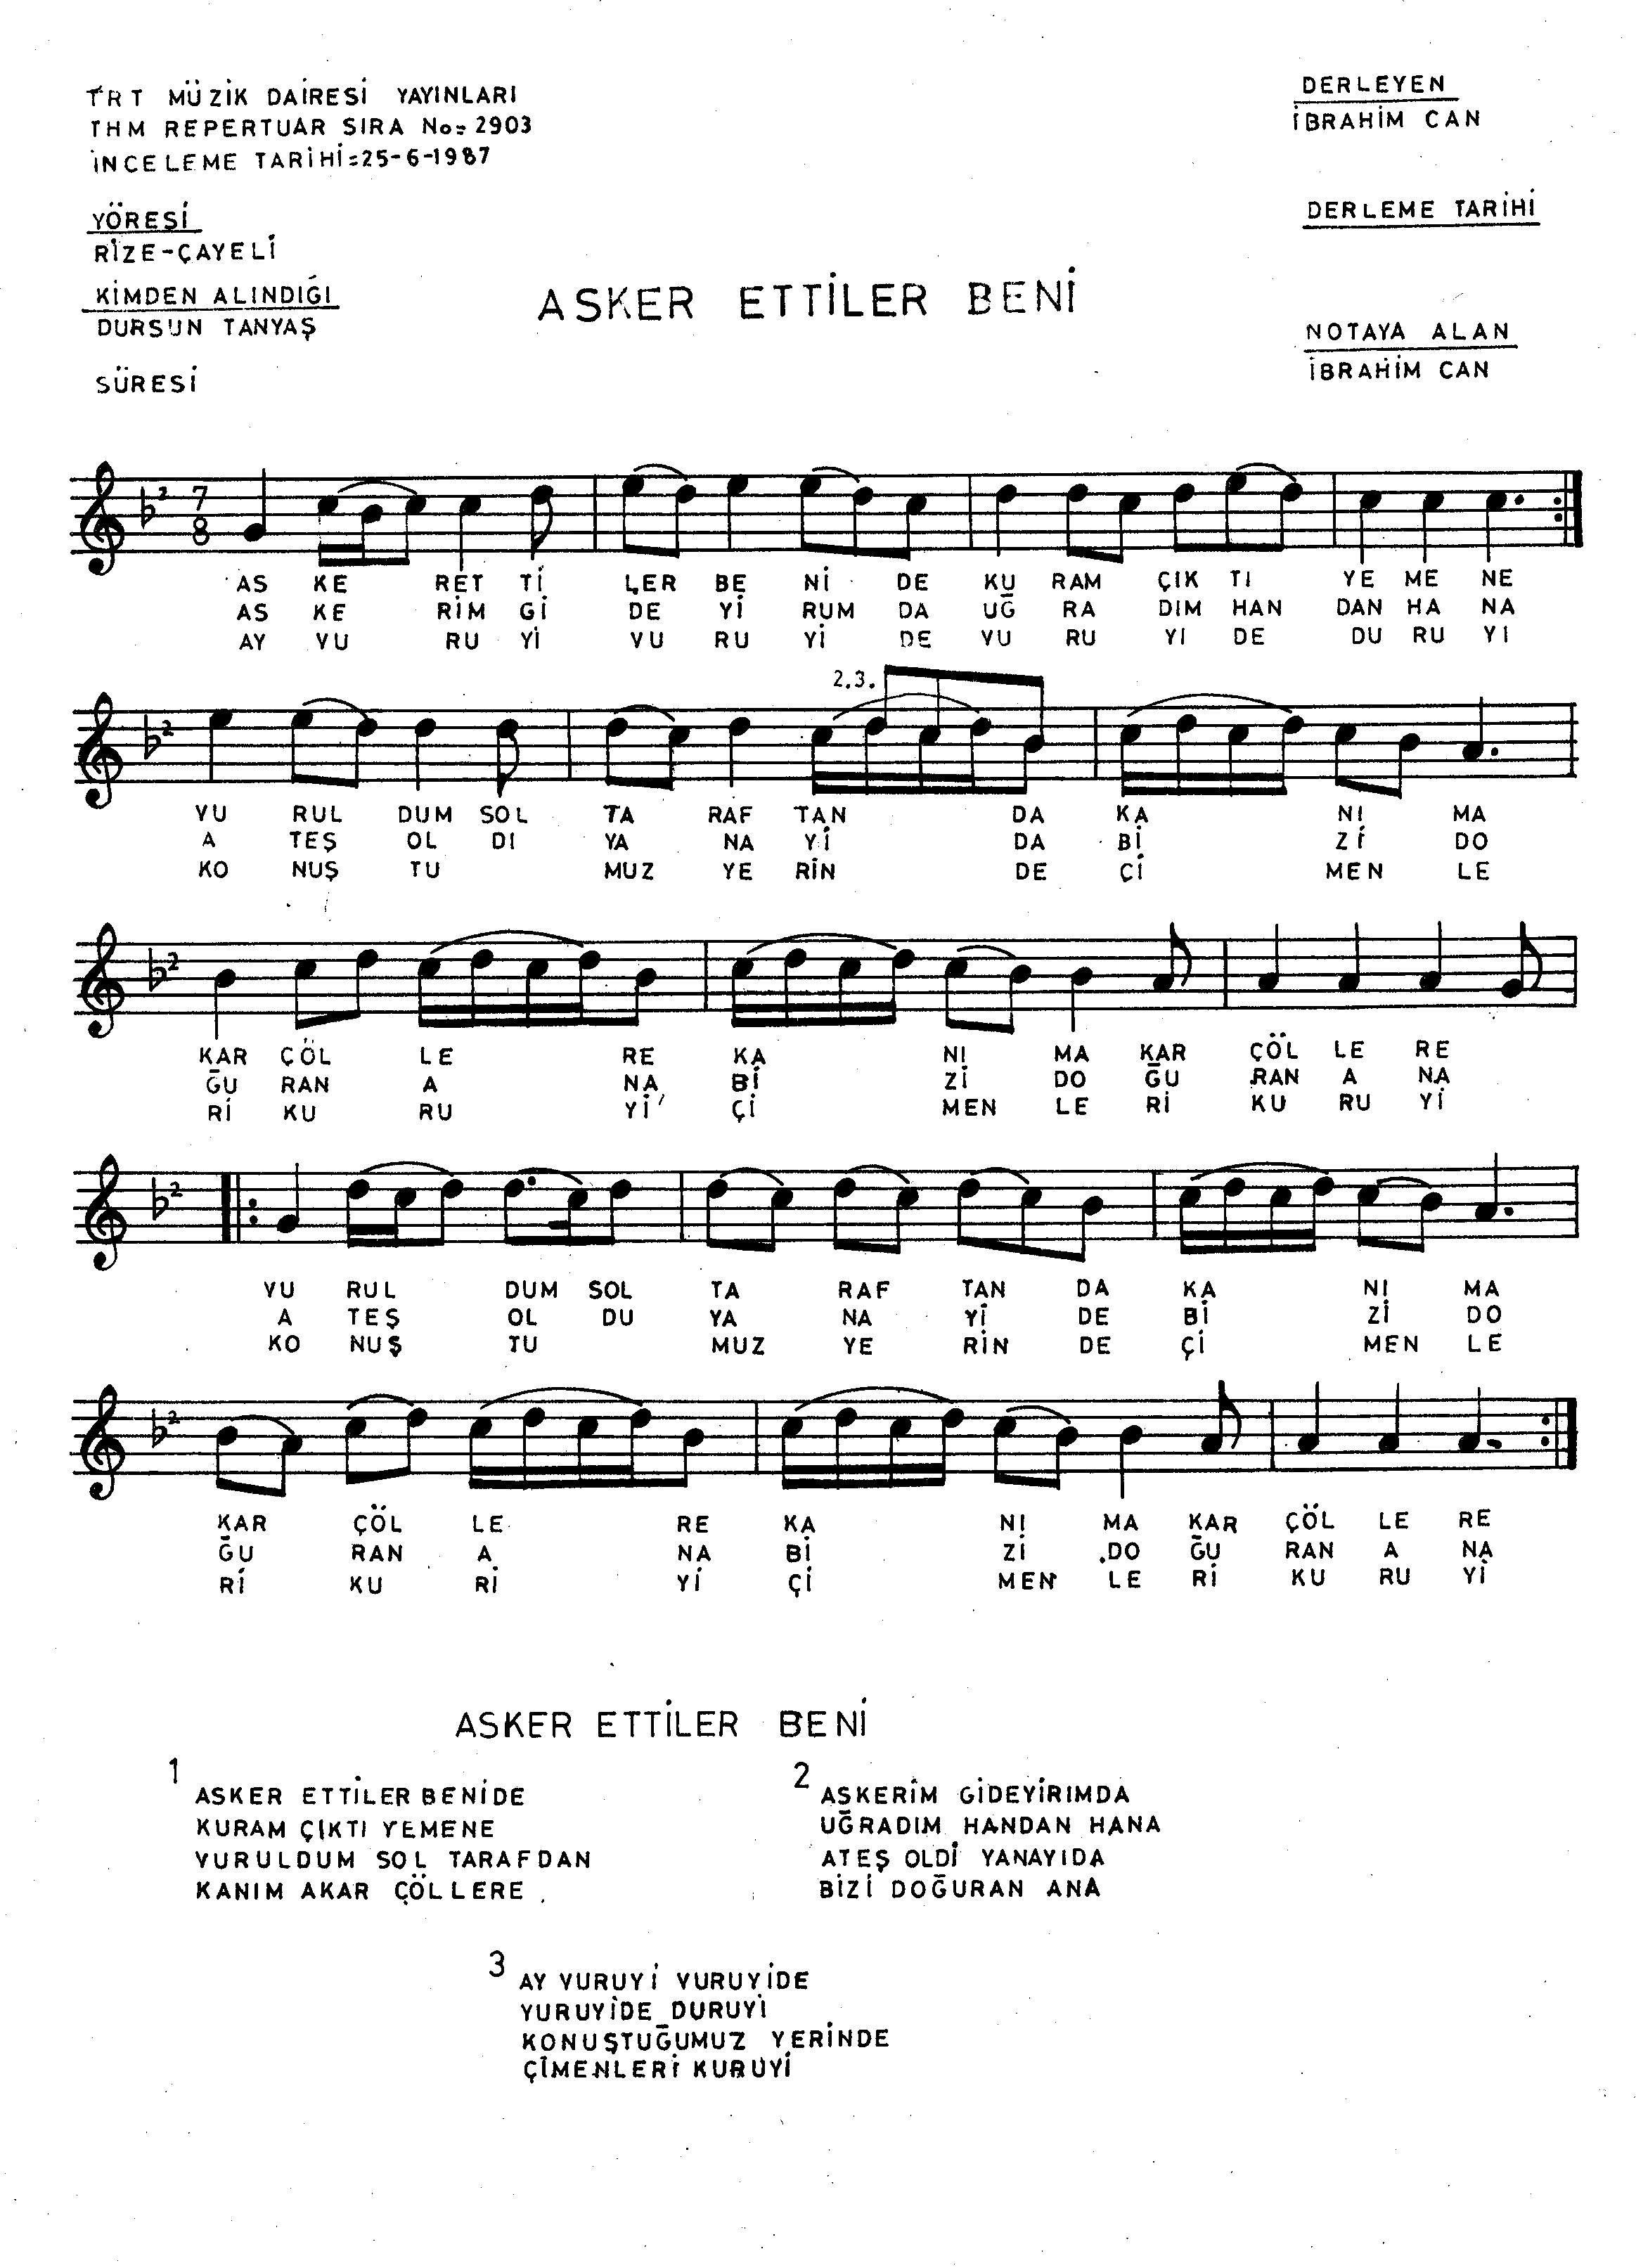 TRT MÜZİK DAİRESİ YAYINLARI
THM REPERTUAR SIRA No:2903
İNCELEME TARİHİ:25-6-1987
DERLEYEN
İBRAHİM CAN
YÖRESİ
RİZE-ÇAYELİ
DERLEME TARİHİ
KİMDEN ALINDIĞI
DURSUN TANYAŞ
ASKER ETTİLER BENİ
NOTAYA ALAN
İBRAHİM CAN
SÜRESİ
2 7 8
AS KE RET Tİ LER BE Nİ DE KU RAM ÇIK TI YE ME NE
AS KE RİM Gİ DE Yİ RUM DA UĞ RA DIM HAN DAN HA NA
AY VU RU Yİ VU RU Yİ DE VU RU YI DE DU RU YI
2 2.3.
VU RUL DUM SOL TA RAF TAN DA KA NI MA
A TEŞ OL DI YA NA Yİ DA Bİ Zİ DO
KO NUŞ TU MUZ YE RİN DE Çİ MEN LE
2
KAR ÇÖL LE RE KA NI MA KAR ÇÖL LE RE
ĞU RAN A NA Bİ Zİ DO ĞU RAN A NA
Rİ KU RU Yİ Çİ MEN LE Rİ KU RU Yİ
2
VU RUL DUM SOL TA RAF TAN DA KA NI MA
A TEŞ OL DU YA NA Yİ DE Bİ Zİ DO
KO NUŞ TU MUZ YE RİN DE Çİ MEN LE
2
KAR ÇÖL LE RE KA NI MA KAR ÇÖL LE RE
ĞU RAN A NA Bİ Zİ DO ĞU RAN A NA
Rİ KU Rİ Yİ Çİ MEN LE Rİ KU RU Yİ
ASKER ETTİLER BENİ
1
ASKER ETTİLER BENİDE
KURAM ÇIKTI YEMENE
VURULDUM SOL TARAFDAN
KANIM AKAR ÇÖLLERE
2
ASKERİM GİDEYİRIMDA
UĞRADIM HANDAN HANA
ATEŞ OLDİ YANAYIDA
BİZİ DOĞURAN ANA
3
AY VURUYİ VURUYİDE
YURUYİDE DURUYİ
KONUŞTUĞUMUZ YERİNDE
ÇİMENLERİ KURUYİ